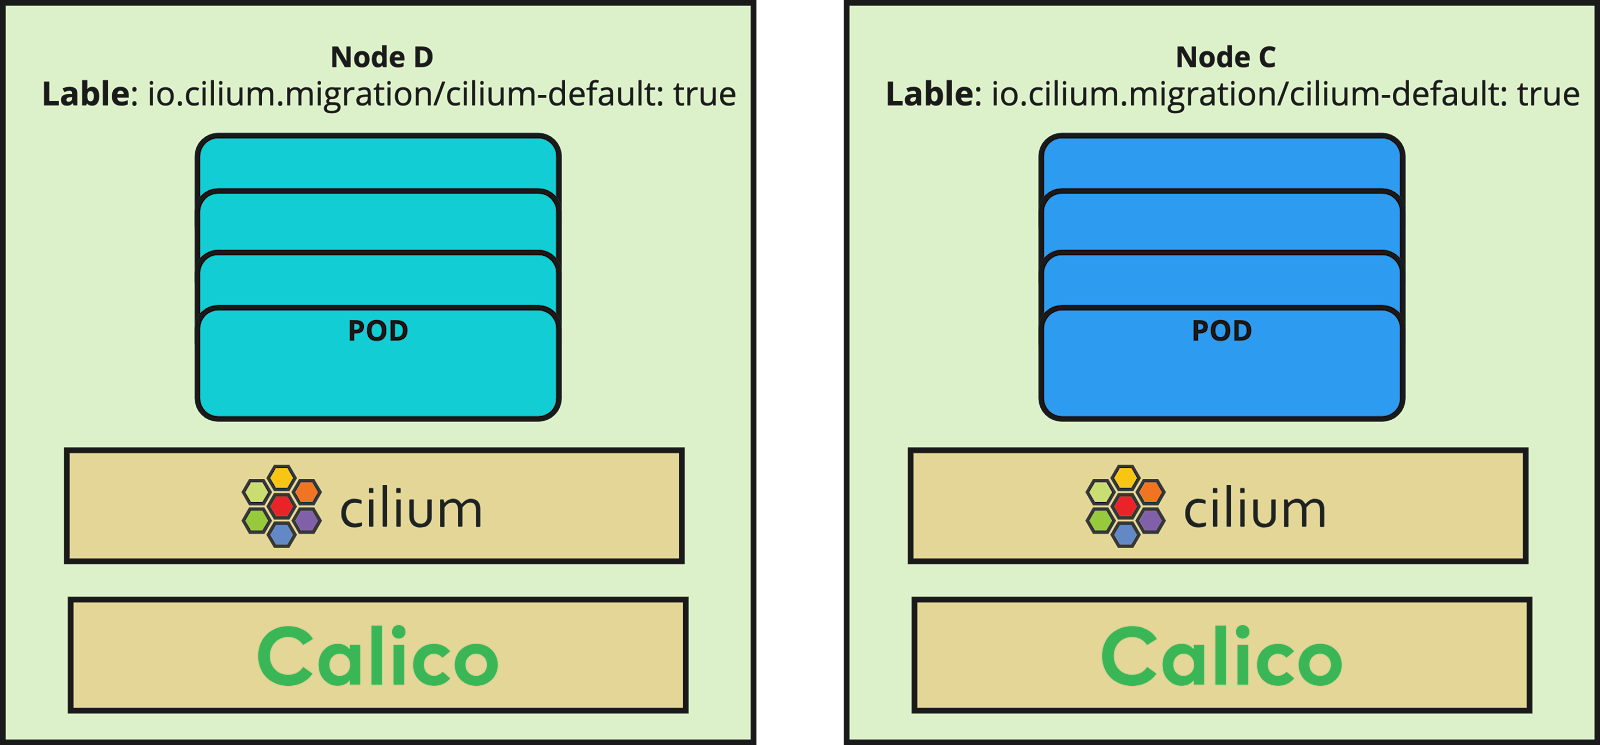 Node D
Lable: io.cilium.migration/cilium-default: true
POD
cilium
Calico
Node C
Lable: io.cilium.migration/cilium-default: true
POD
cilium
Calico